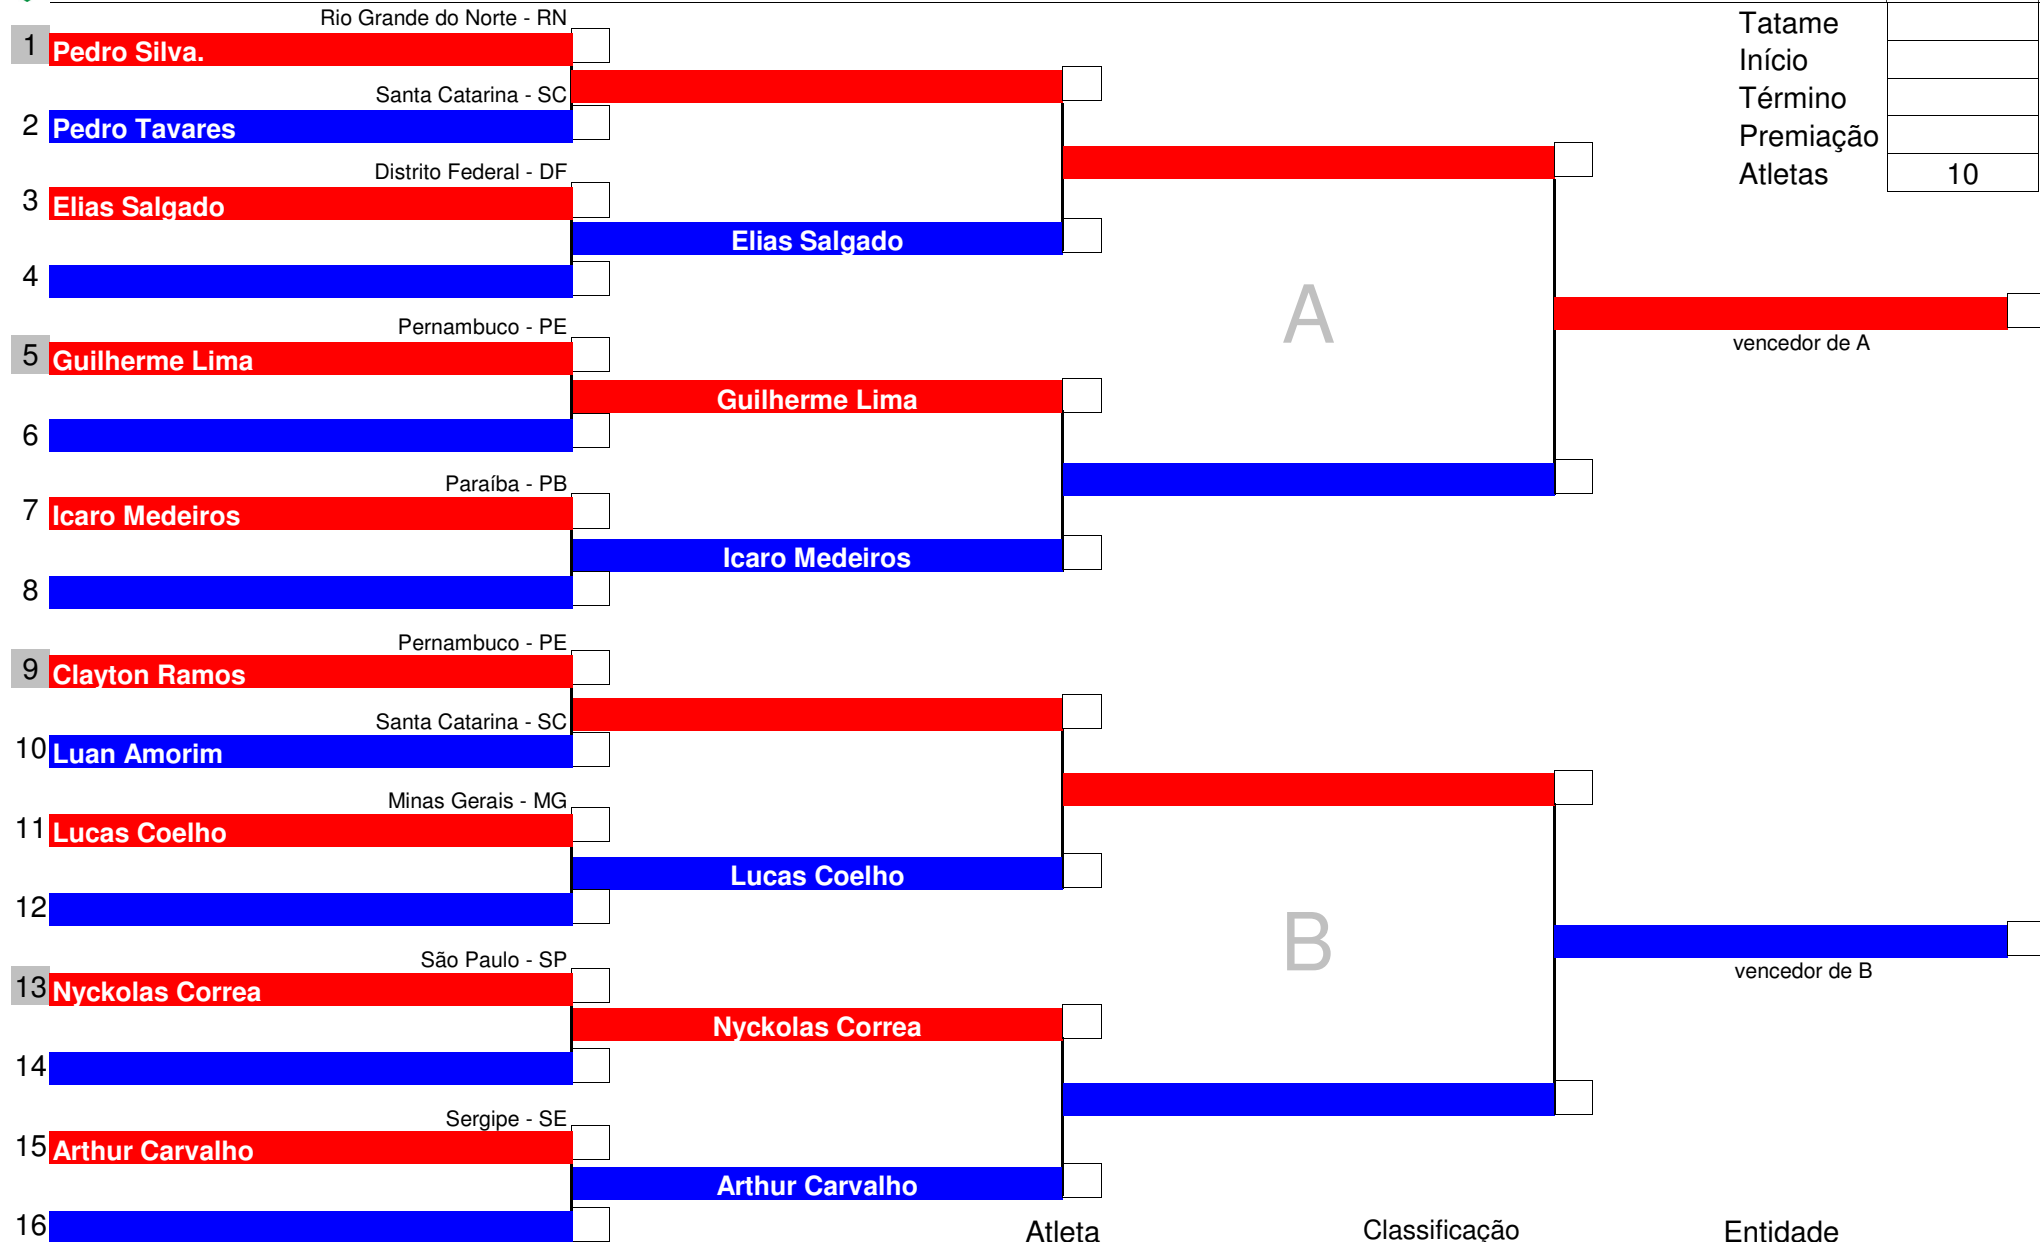 Rio Grande do Norte - RN
1 Pedro Silva.
Santa Catarina - SC
2 Pedro Tavares
Distrito Federal - DF
3 Elias Salgado
Elias Salgado
4
Pernambuco - PE
5 Guilherme Lima
Guilherme Lima
6
Paraíba - PB
7 Icaro Medeiros
Icaro Medeiros
8
Pernambuco - PE
9 Clayton Ramos
Santa Catarina - SC
10 Luan Amorim
Minas Gerais - MG
11 Lucas Coelho
Lucas Coelho
12
São Paulo - SP
13 Nyckolas Correa
Nyckolas Correa
14
Sergipe - SE
15 Arthur Carvalho
Arthur Carvalho
16
A
B
vencedor de A
vencedor de B
Tatame
Início
Término
Premiação
Atletas 10
Atleta Classificação Entidade